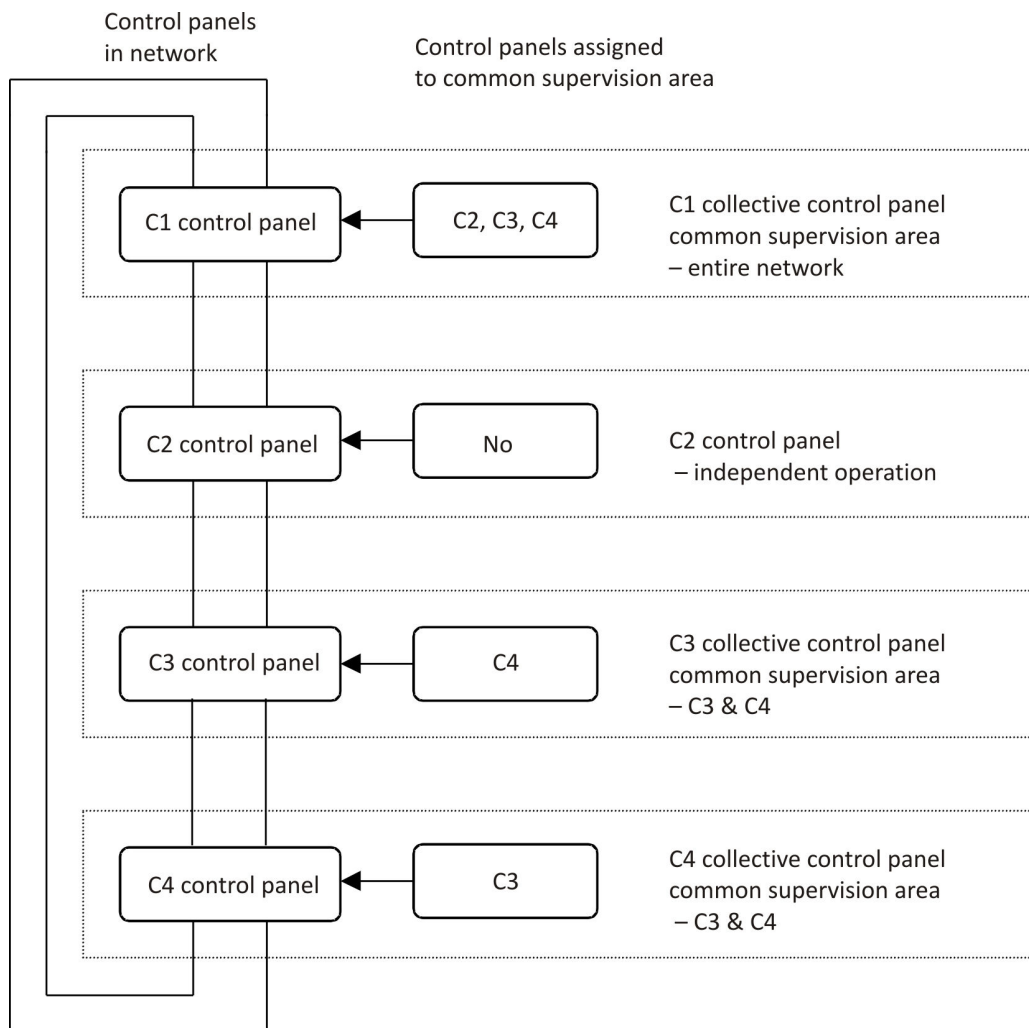 Control panels
in network
Control panels assigned
to common supervision area
C1 control panel
C2, C3, C4
C1 collective control panel
common supervision area
– entire network
C2 control panel
No
C2 control panel
– independent operation
C3 control panel
C4
C3 collective control panel
common supervision area
– C3 & C4
C4 control panel
C3
C4 collective control panel
common supervision area
– C3 & C4